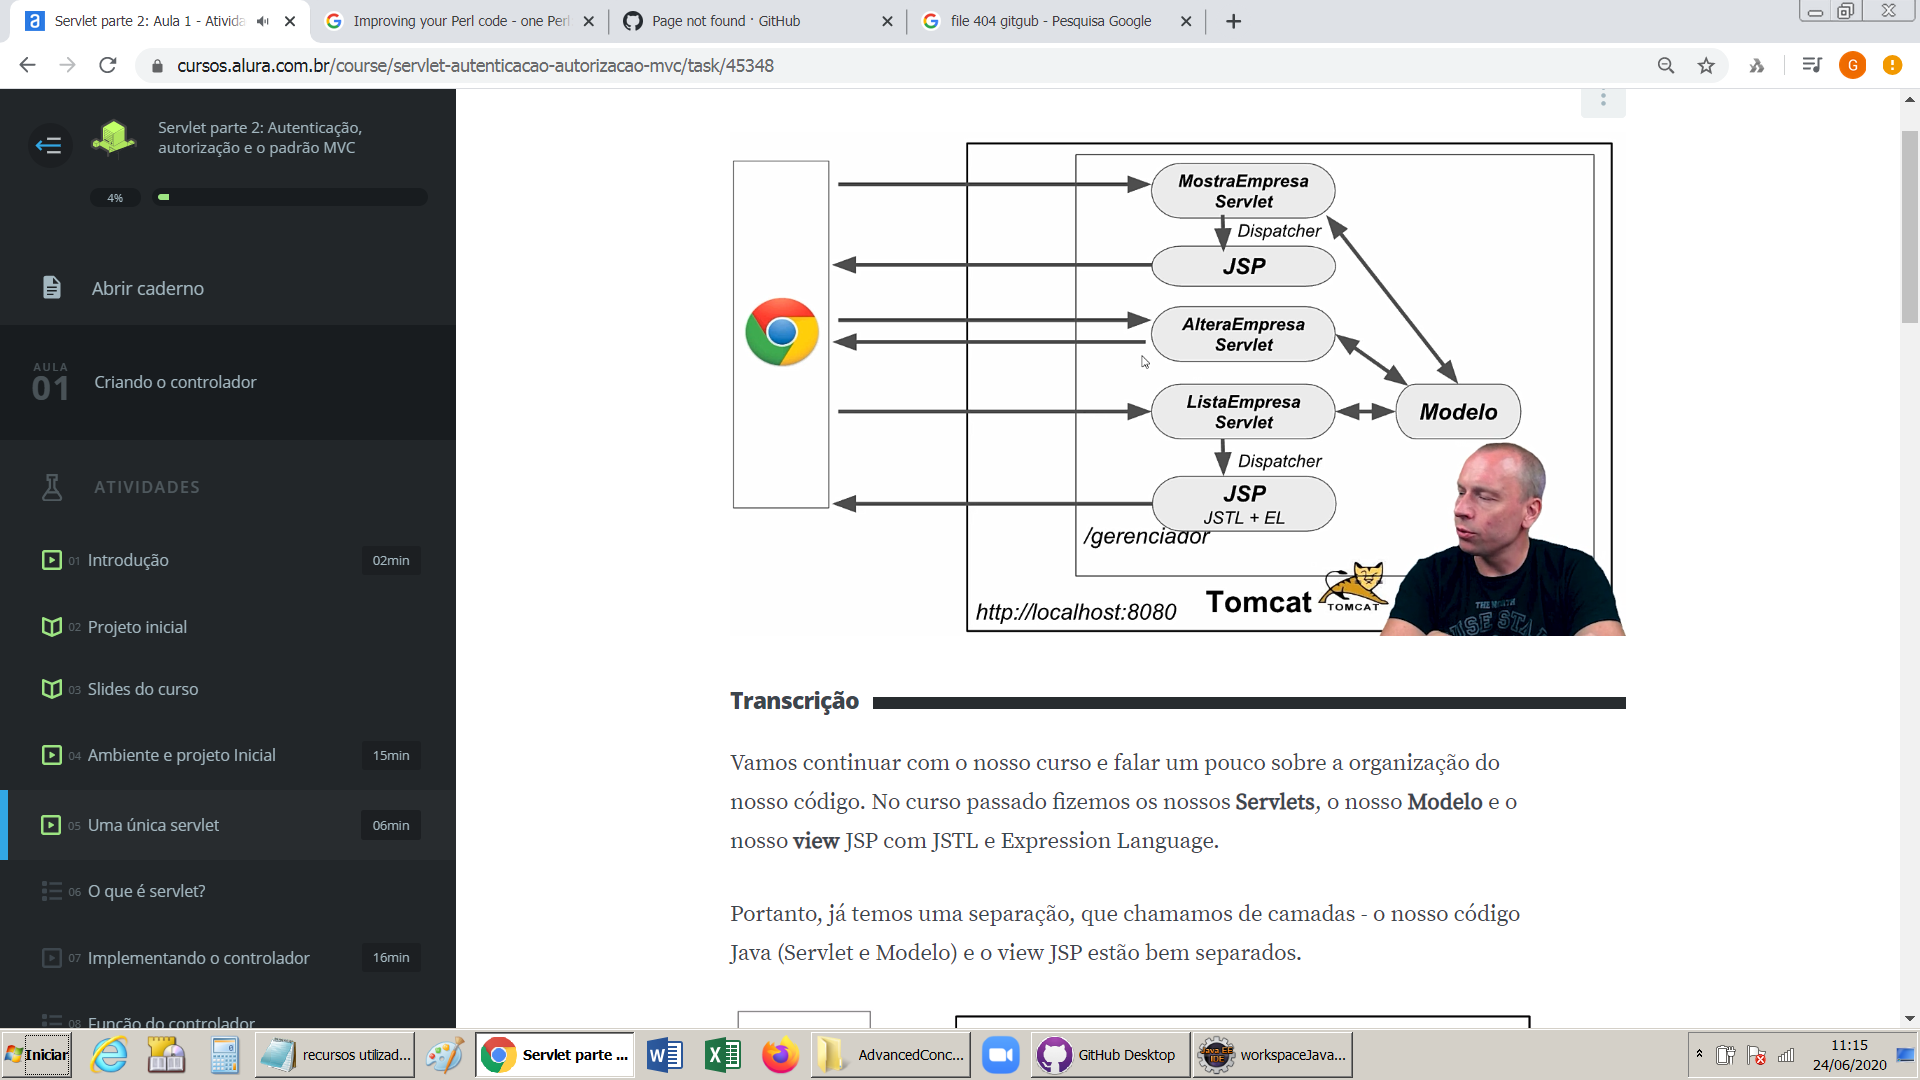 Servlet parte 2: Aula 1 - Ativida
Improving your Perl code - one Perl
Page not found · GitHub
file 404 gitgub - Pesquisa Google
cursos.alura.com.br/course/servlet-autenticacao-autorizacao-mvc/task/45348
G
Servlet parte 2: Autenticação,
autorização e o padrão MVC
4%
Abrir caderno
AULA
01
Criando o controlador
ATIVIDADES
01 Introdução 02min
02 Projeto inicial
03 Slides do curso
04 Ambiente e projeto Inicial 15min
05 Uma única servlet 06min
06 O que é servlet?
07 Implementando o controlador 16min
08 Função do controlador
MostraEmpresa
Servlet
Dispatcher
JSP
AlteraEmpresa
Servlet
ListaEmpresa
Servlet
Modelo
Dispatcher
JSP
JSTL + EL
/gerenciador
http://localhost:8080
Tomcat
TOMCAT
THE NORTH
Transcrição
Vamos continuar com o nosso curso e falar um pouco sobre a organização do
nosso código. No curso passado fizemos os nossos Servlets, o nosso Modelo e o
nosso view JSP com JSTL e Expression Language.
Portanto, já temos uma separação, que chamamos de camadas - o nosso código
Java (Servlet e Modelo) e o view JSP estão bem separados.
Iniciar
recursos utilizad...
Servlet parte ...
AdvancedConc...
GitHub Desktop
workspaceJava...
11:15
24/06/2020